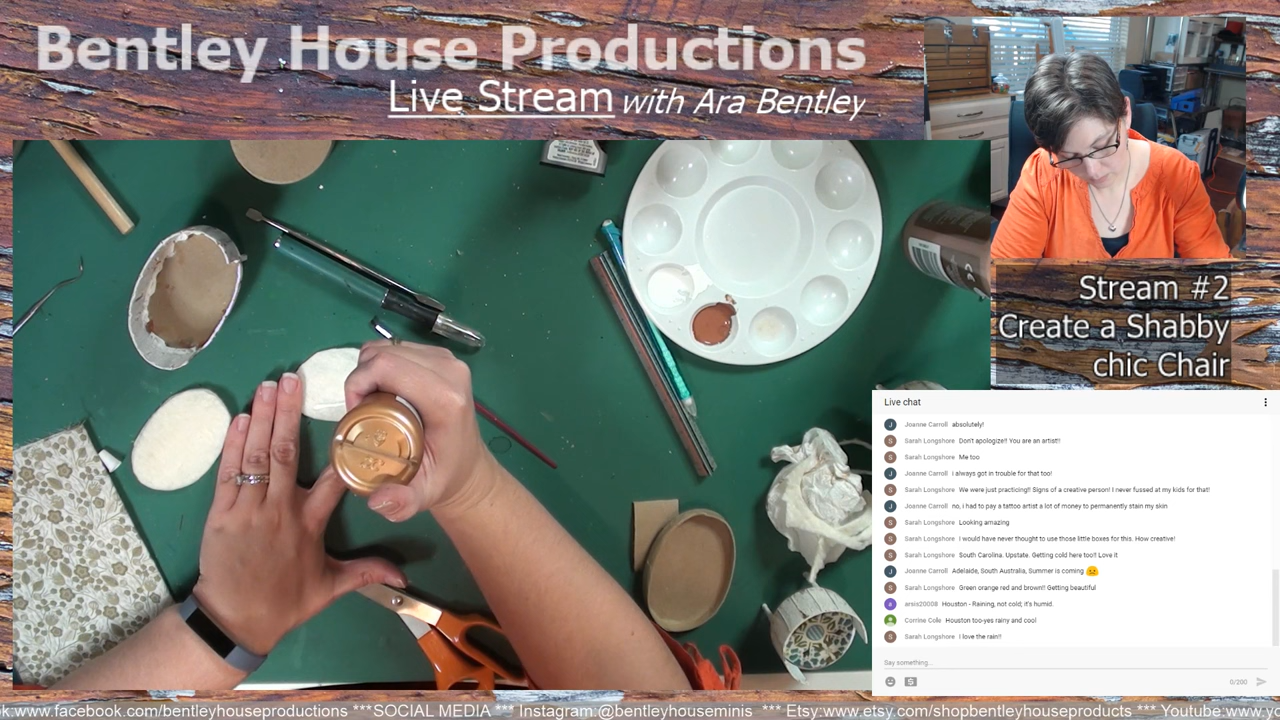 Bentley House Productions
Live Stream with Ara Bentley
Stream #2
Create a Shabby
chic Chair
Live chat
J Joanne Carroll absolutely!
S Sarah Longshore Don't apologize!! You are an artist!!
S Sarah Longshore Me too
J Joanne Carroll i always got in trouble for that too!
S Sarah Longshore We were just practicing!! Signs of a creative person! I never fussed at my kids for that!
J Joanne Carroll no, i had to pay a tattoo artist a lot of money to permanently stain my skin
S Sarah Longshore Looking amazing
S Sarah Longshore I would have never thought to use those little boxes for this. How creative!
S Sarah Longshore South Carolina. Upstate. Getting cold here too!! Love it
J Joanne Carroll Adelaide, South Australia, Summer is coming
S Sarah Longshore Green orange red and brown!! Getting beautiful
a arsic20008 Houston - Raining, not cold; it's humid.
Corrine Cole Houston too-yes rainy and cool
S Sarah Longshore I love the rain!!
Say something...
0/200
k:www.facebook.com/bentleyhouseproductions ***SOCIAL MEDIA *** Instagram:@bentleyhouseminis *** Etsy:www.etsy.com/shopbentleyhouseproducts *** Youtube:www.yo